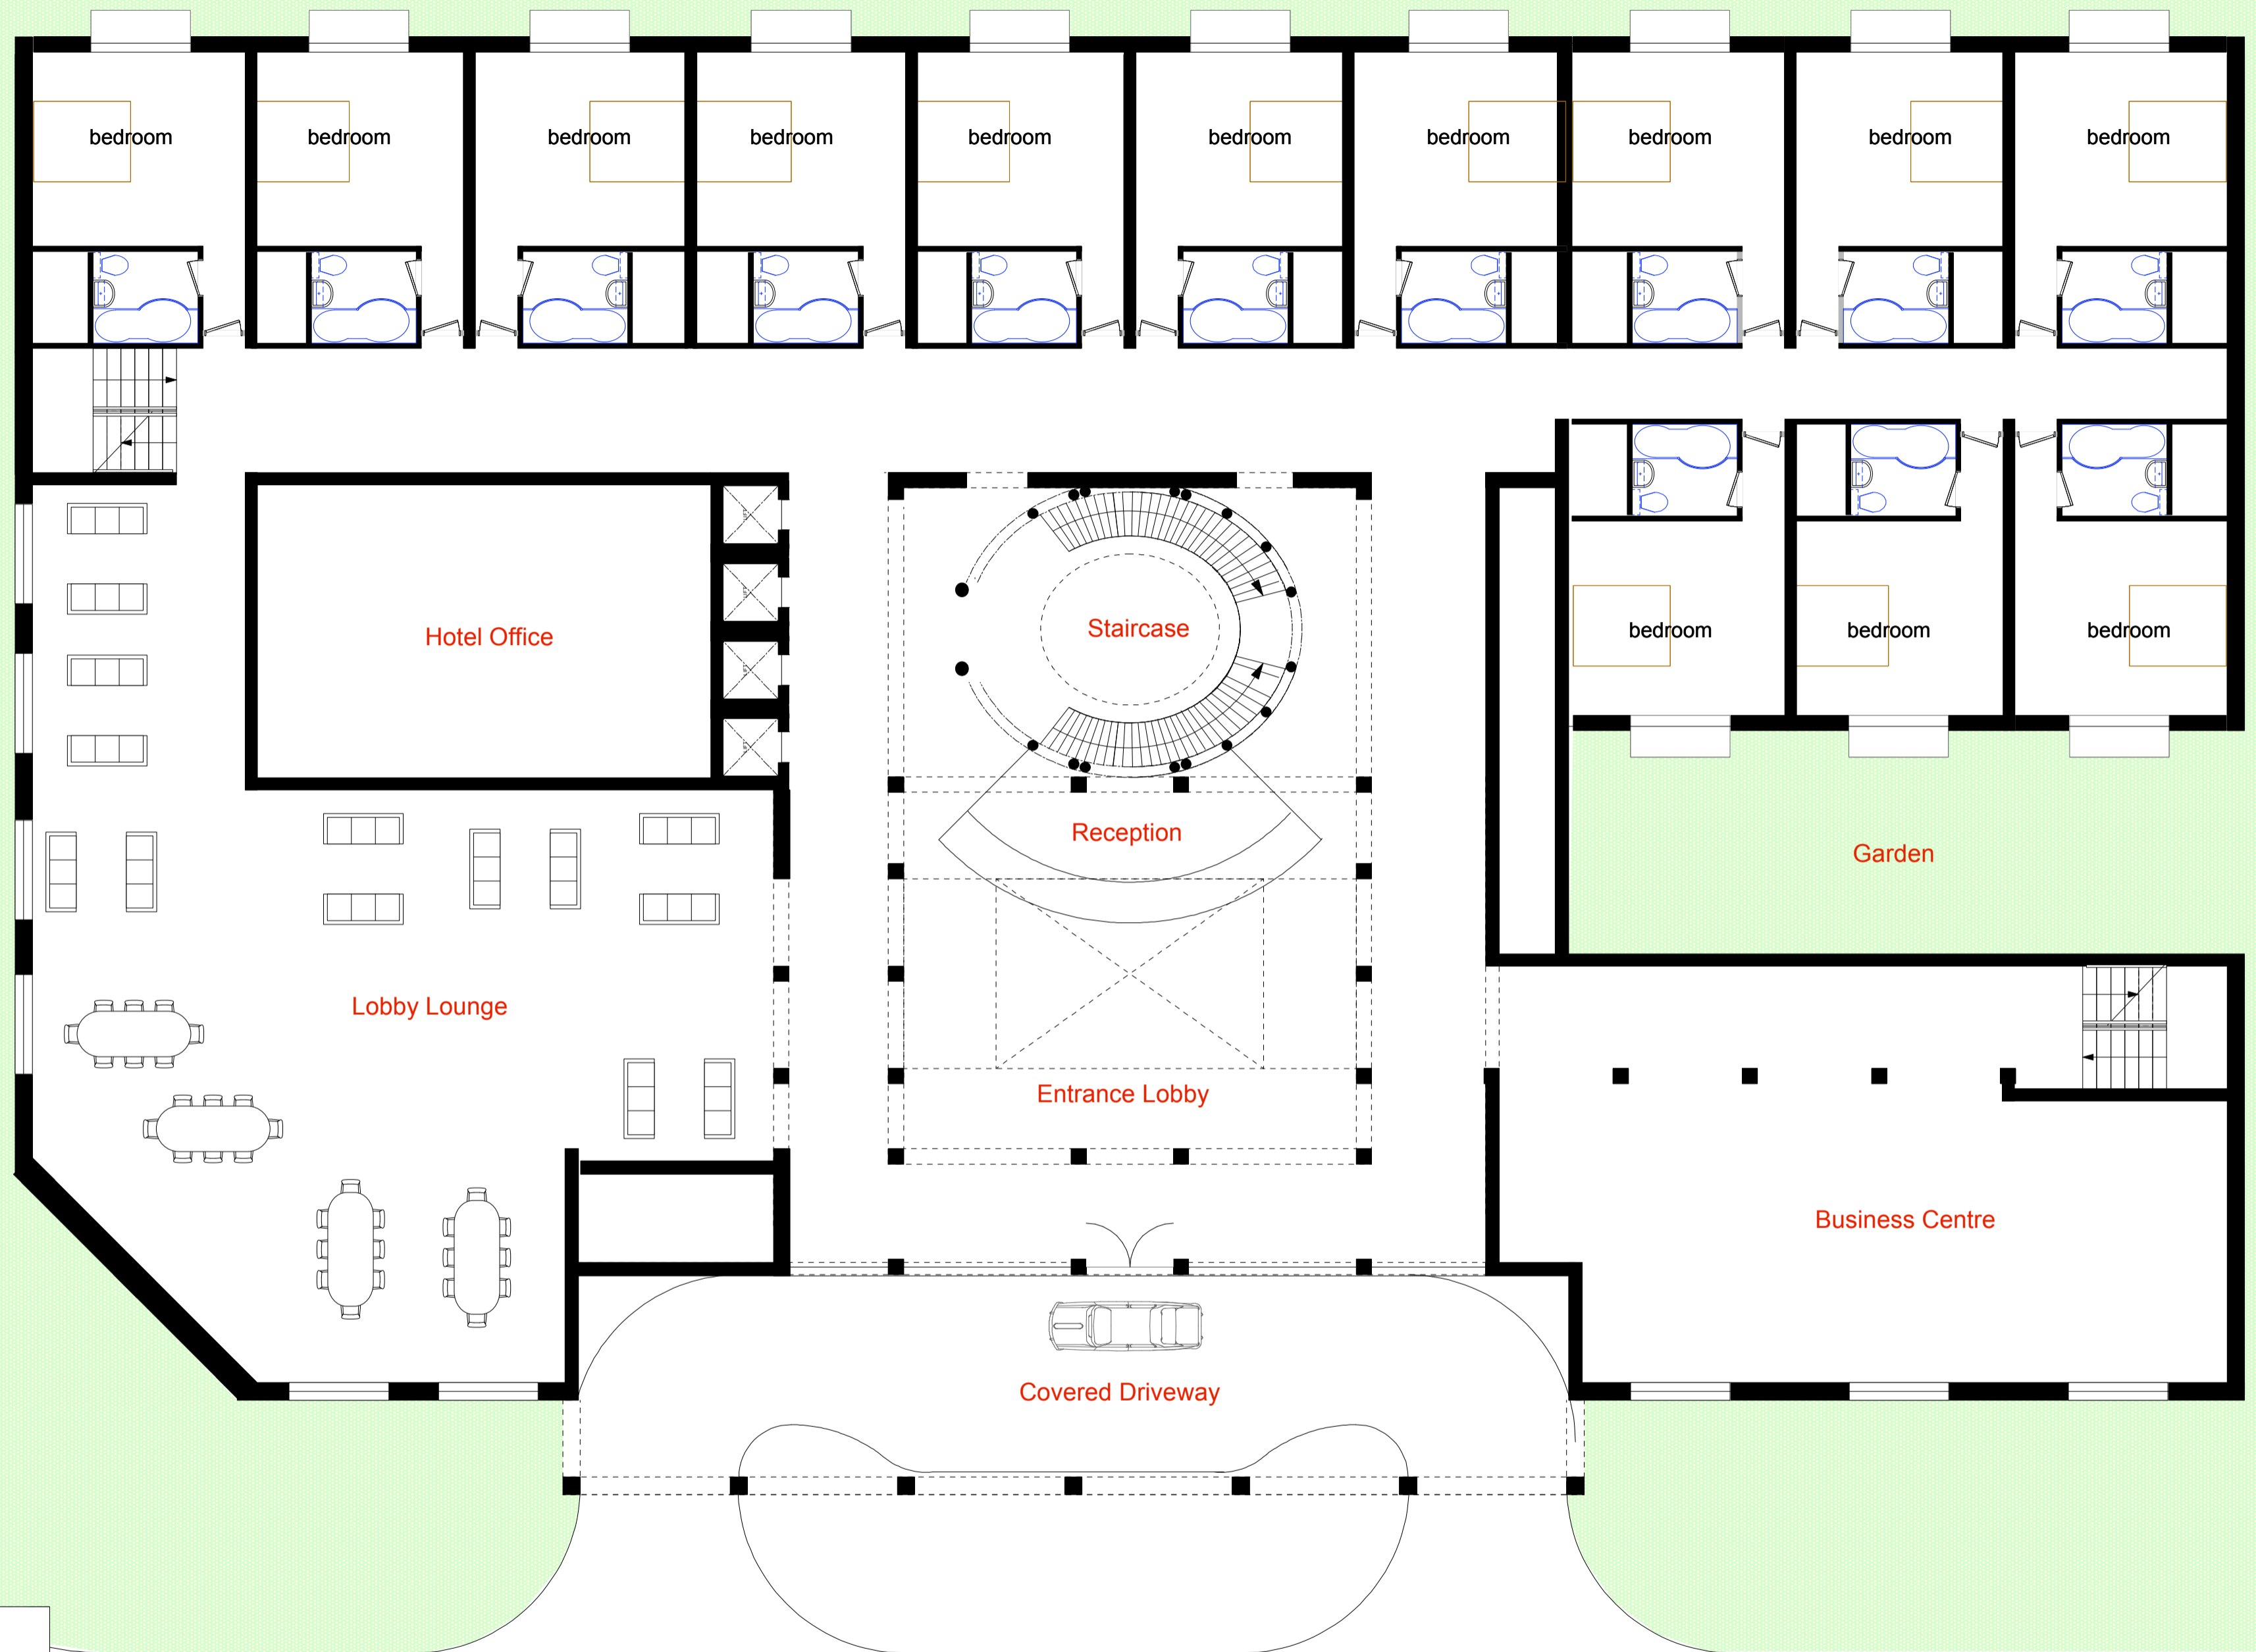 bedroom
bedroom
bedroom
bedroom
bedroom
bedroom
bedroom
bedroom
bedroom
bedroom
Hotel Office
Staircase
bedroom
bedroom
bedroom
Reception
Garden
Lobby Lounge
Entrance Lobby
Business Centre
Covered Driveway